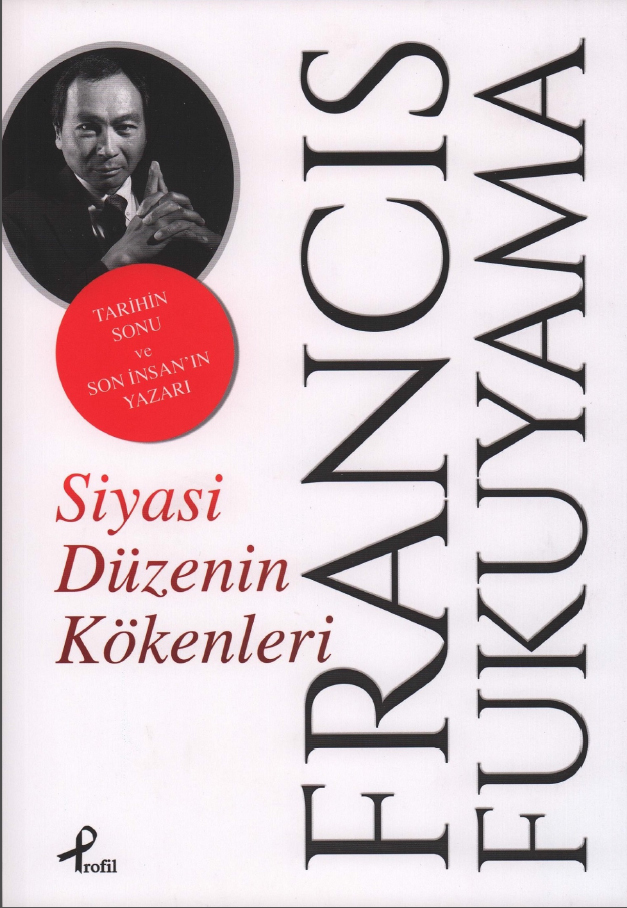 FRANCIS
FUKUYAMA
TARİHİN
SONU
ve
SON İNSAN'IN
YAZARI
Siyasi
Düzenin
Kökenleri
Profil